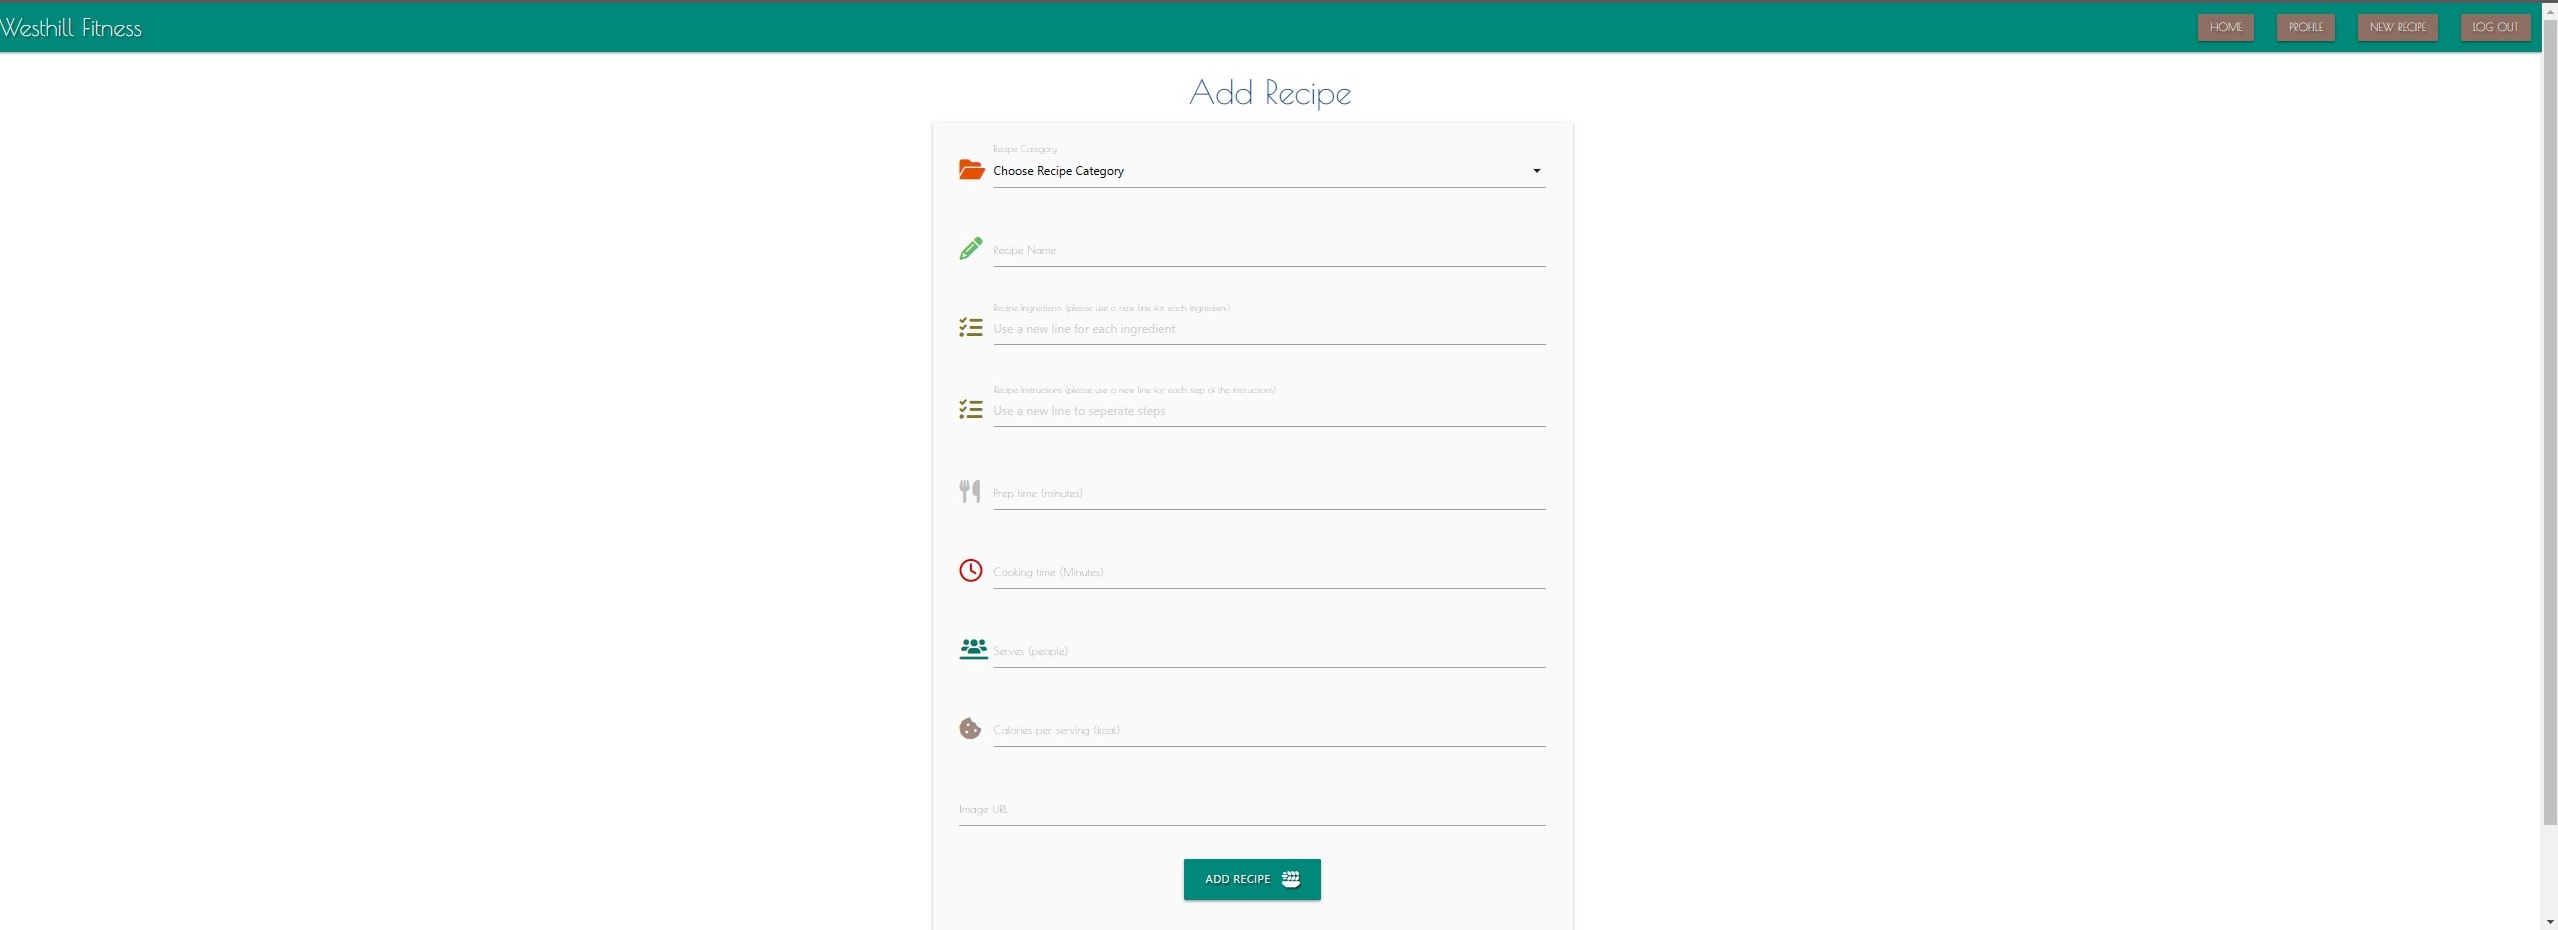 Westhill Fitness
HOME PROFILE NEW RECIPE LOG OUT
Add Recipe
Recipe Category
Choose Recipe Category
Recipe Name
Recipe Ingredients (please use a new line for each ingredient)
Use a new line for each ingredient
Recipe Instructions (please use a new line for each step of the instructions)
Use a new line to seperate steps
Prep time (minutes)
Cooking time (Minutes)
Serves (people)
Calories per serving (kcal)
Image URL
ADD RECIPE